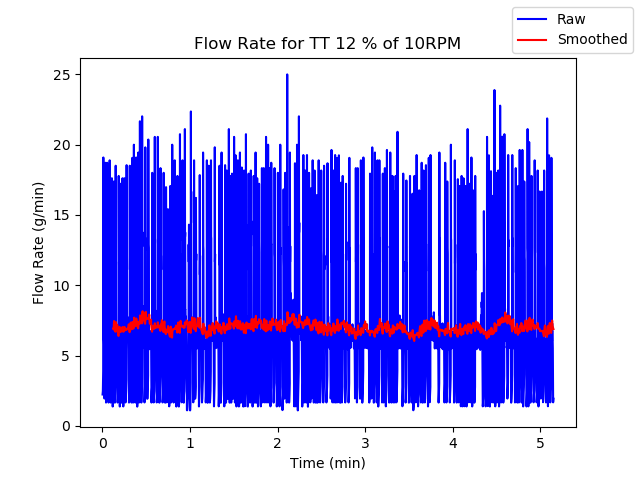 Raw
Smoothed
Flow Rate for TT 12 % of 10RPM
Flow Rate (g/min)
25
20
15
10
5
0
0 1 2 3 4 5
Time (min)